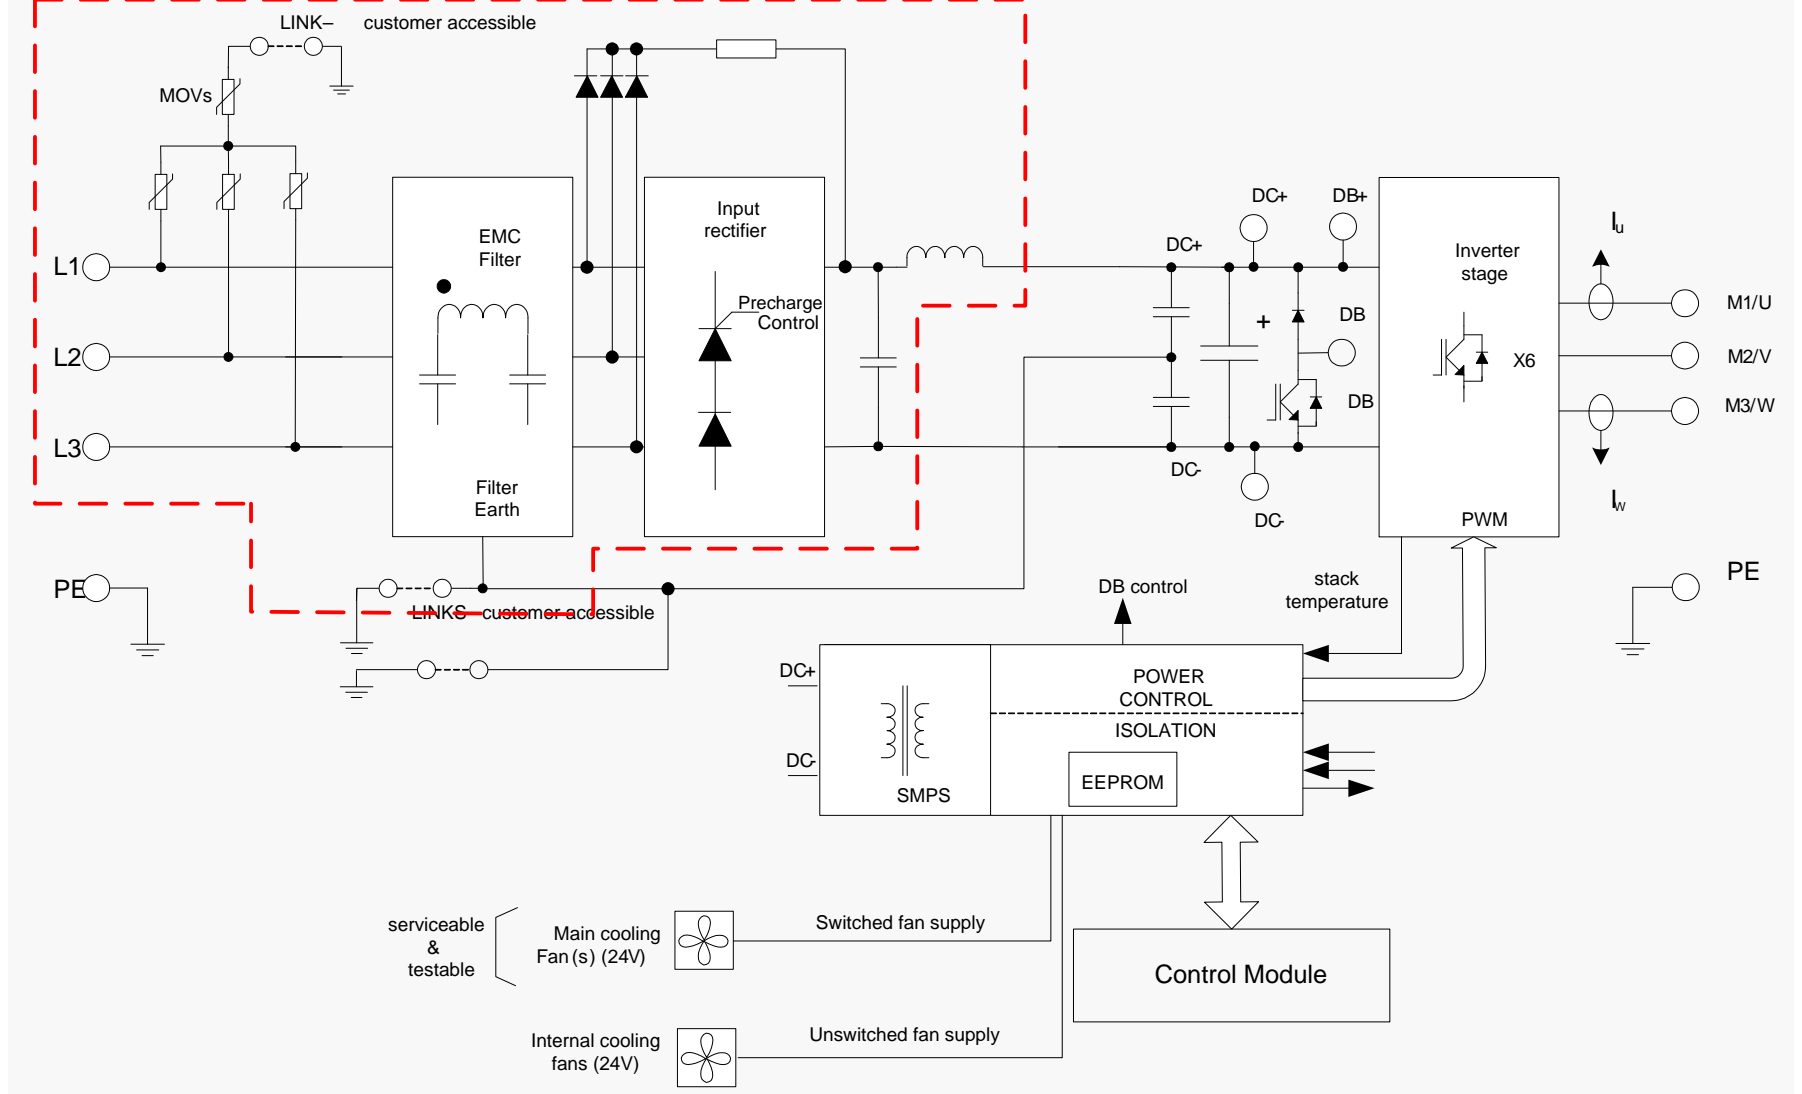 LINK– customer accessible
MOVs
EMC
Filter
Input
rectifier
Precharge
Control
DC+
DB+
DC+
Inverter
stage
Iu
L1
M1/U
+
DB
L2
X6
M2/V
DB
M3/W
L3
DC-
Filter
Earth
DC-
Iw
PWM
PE
LINKS customer accessible
DB control
stack
temperature
PE
DC+
DC-
SMPS
POWER
CONTROL
ISOLATION
EEPROM
serviceable
&
testable
Main cooling
Fan(s) (24V)
Switched fan supply
Control Module
Internal cooling
fans (24V)
Unswitched fan supply